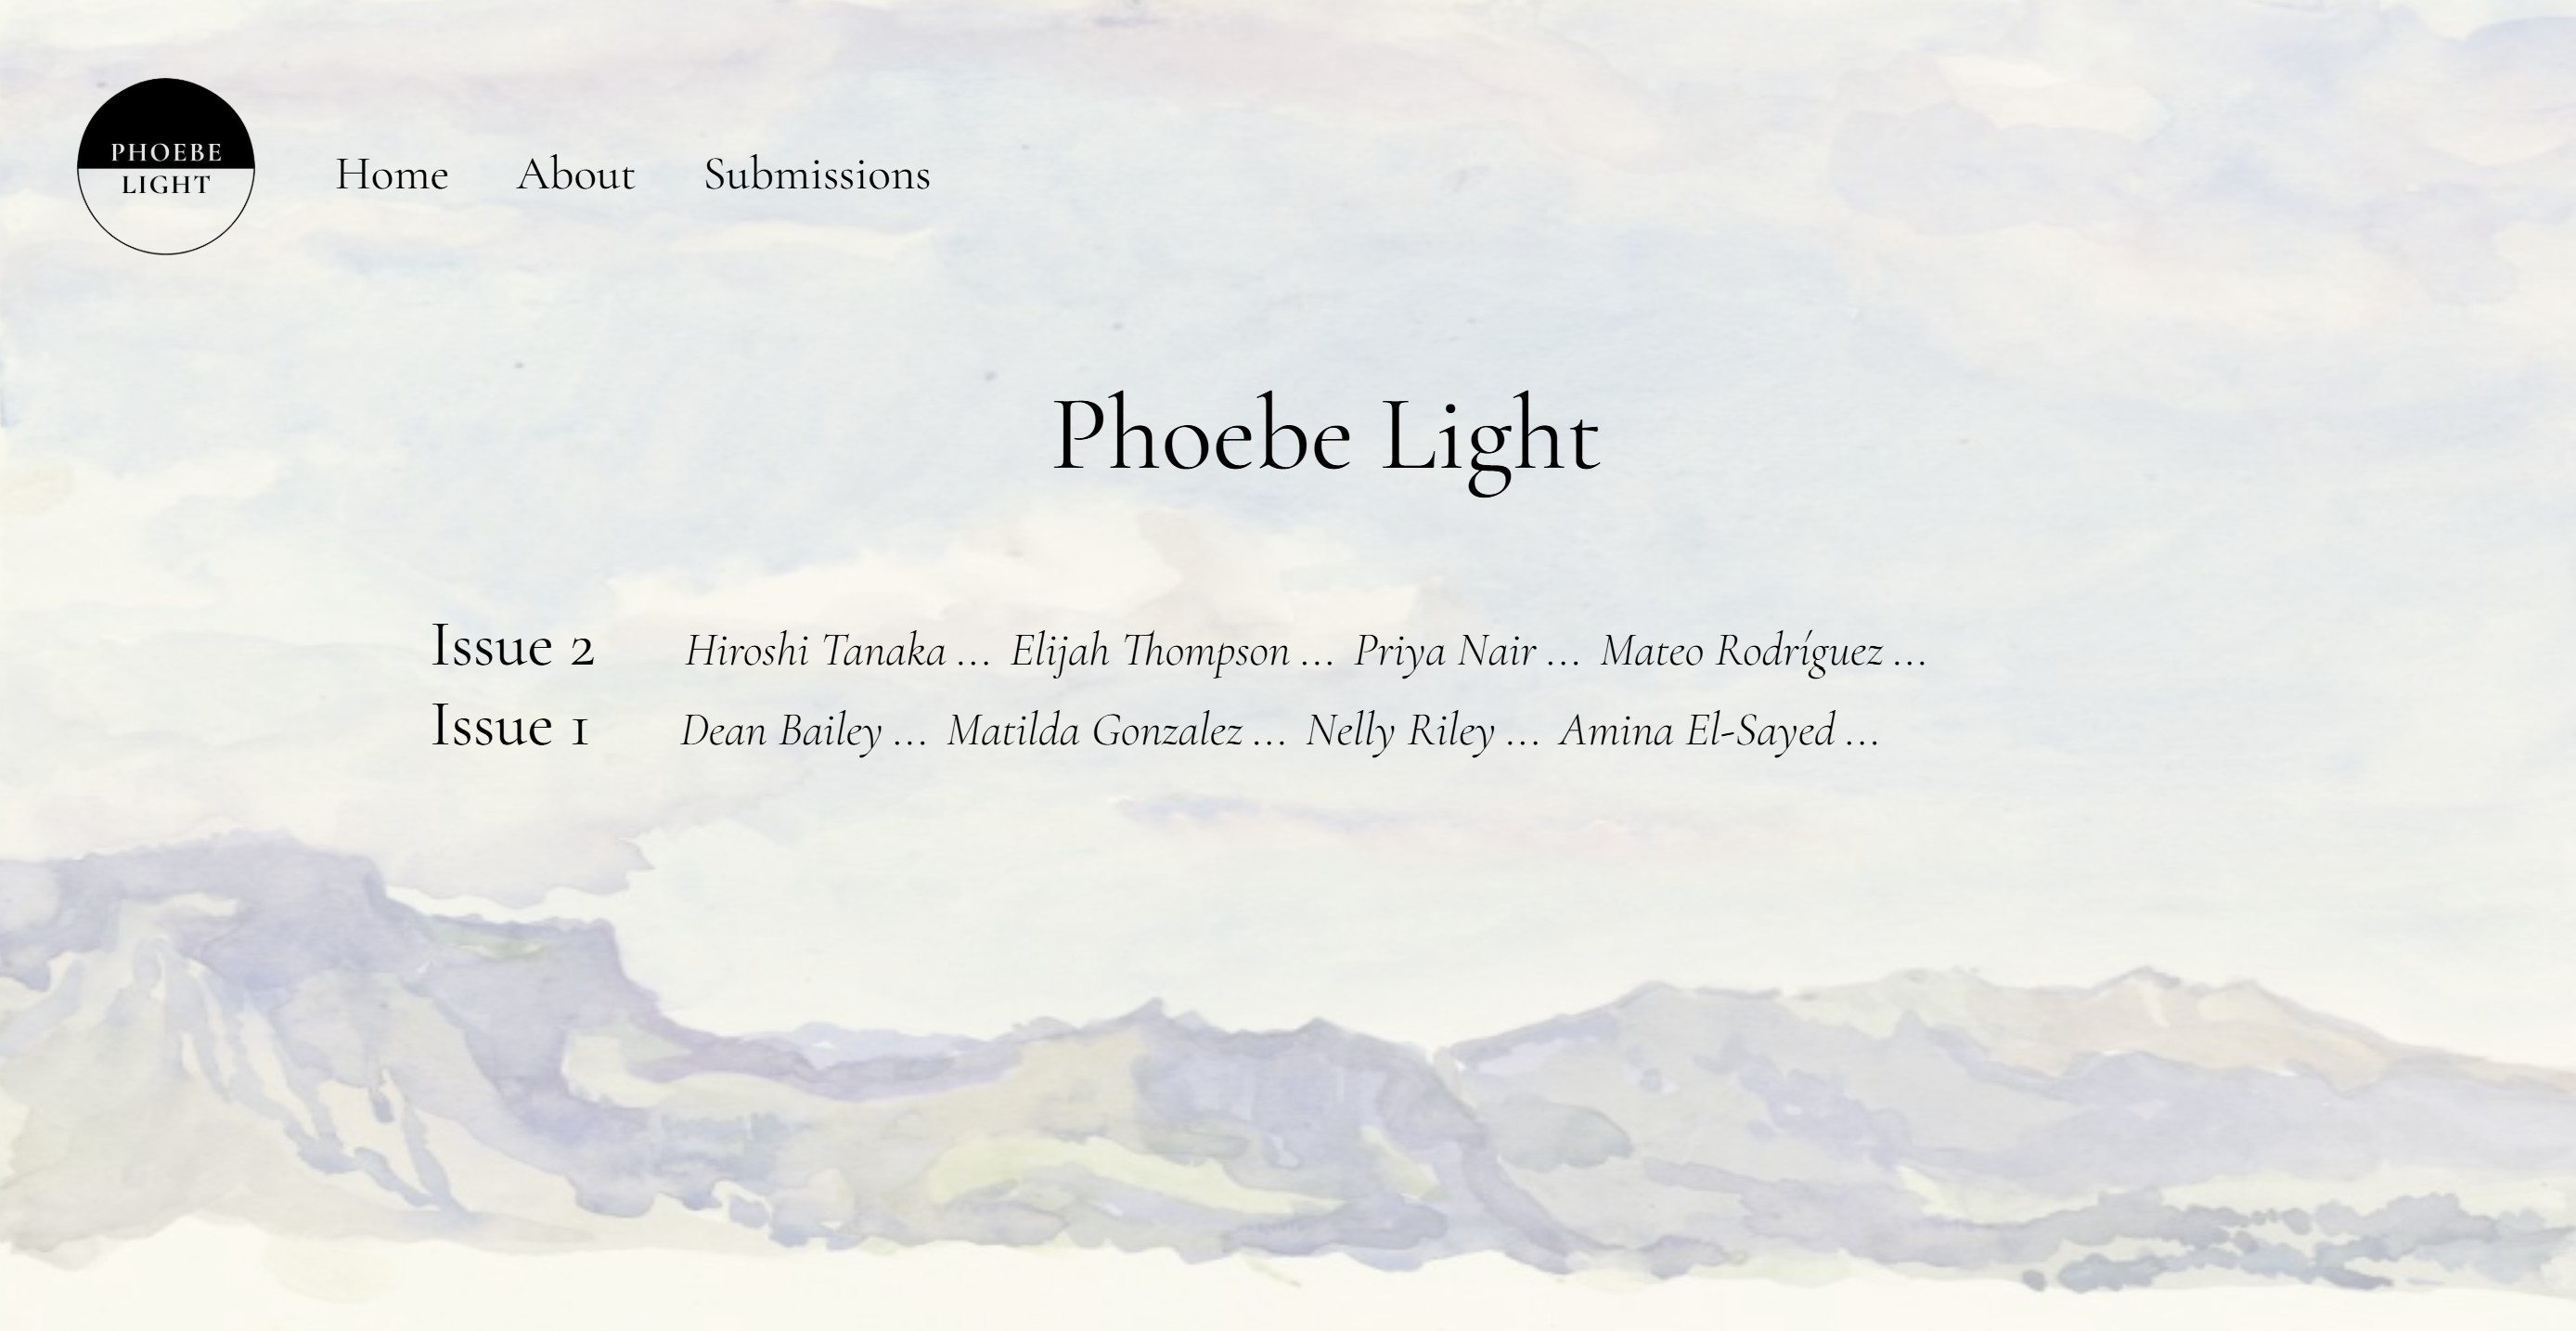 PHOEBE
LIGHT
Home About Submissions
Phoebe Light
Issue 2 Hiroshi Tanaka ... Elijah Thompson ... Priya Nair ... Mateo Rodríguez ...
Issue 1 Dean Bailey ... Matilda Gonzalez ... Nelly Riley ... Amina El-Sayed ...